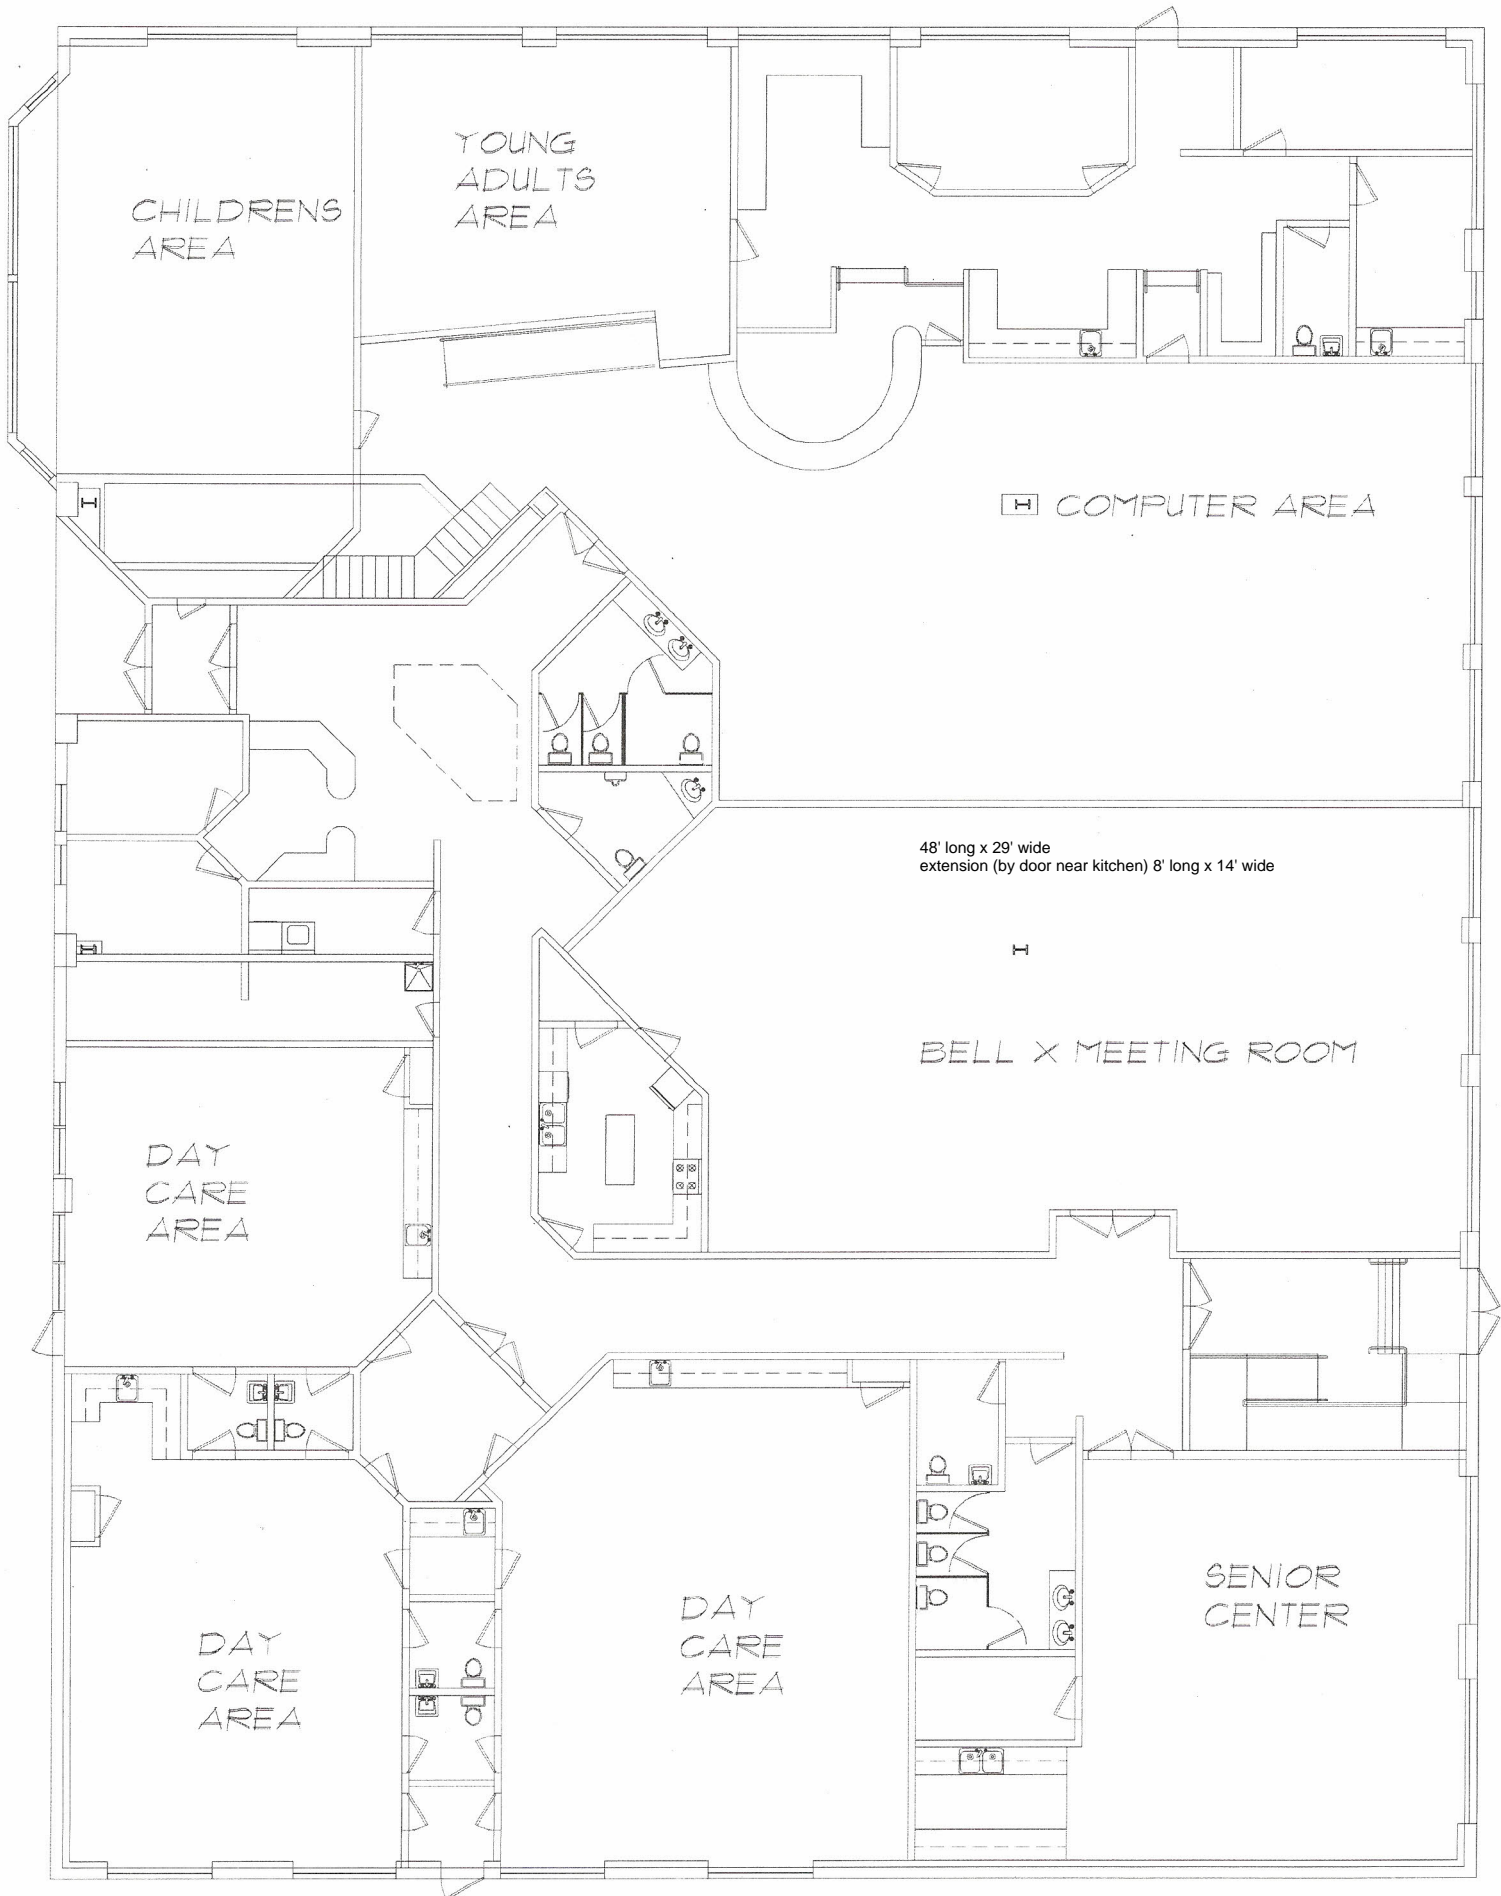 YOUNG
ADULTS
AREA
CHILDRENS
AREA
COMPUTER AREA
48' long x 29' wide
extension (by door near kitchen) 8' long x 14' wide
BELL X MEETING ROOM
DAY
CARE
AREA
SENIOR
CENTER
DAY
CARE
AREA
DAY
CARE
AREA